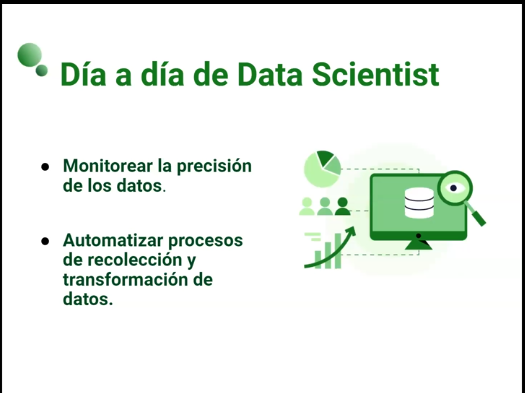 Día a día de Data Scientist
● Monitorear la precisión
de los datos.
● Automatizar procesos
de recolección y
transformación de
datos.